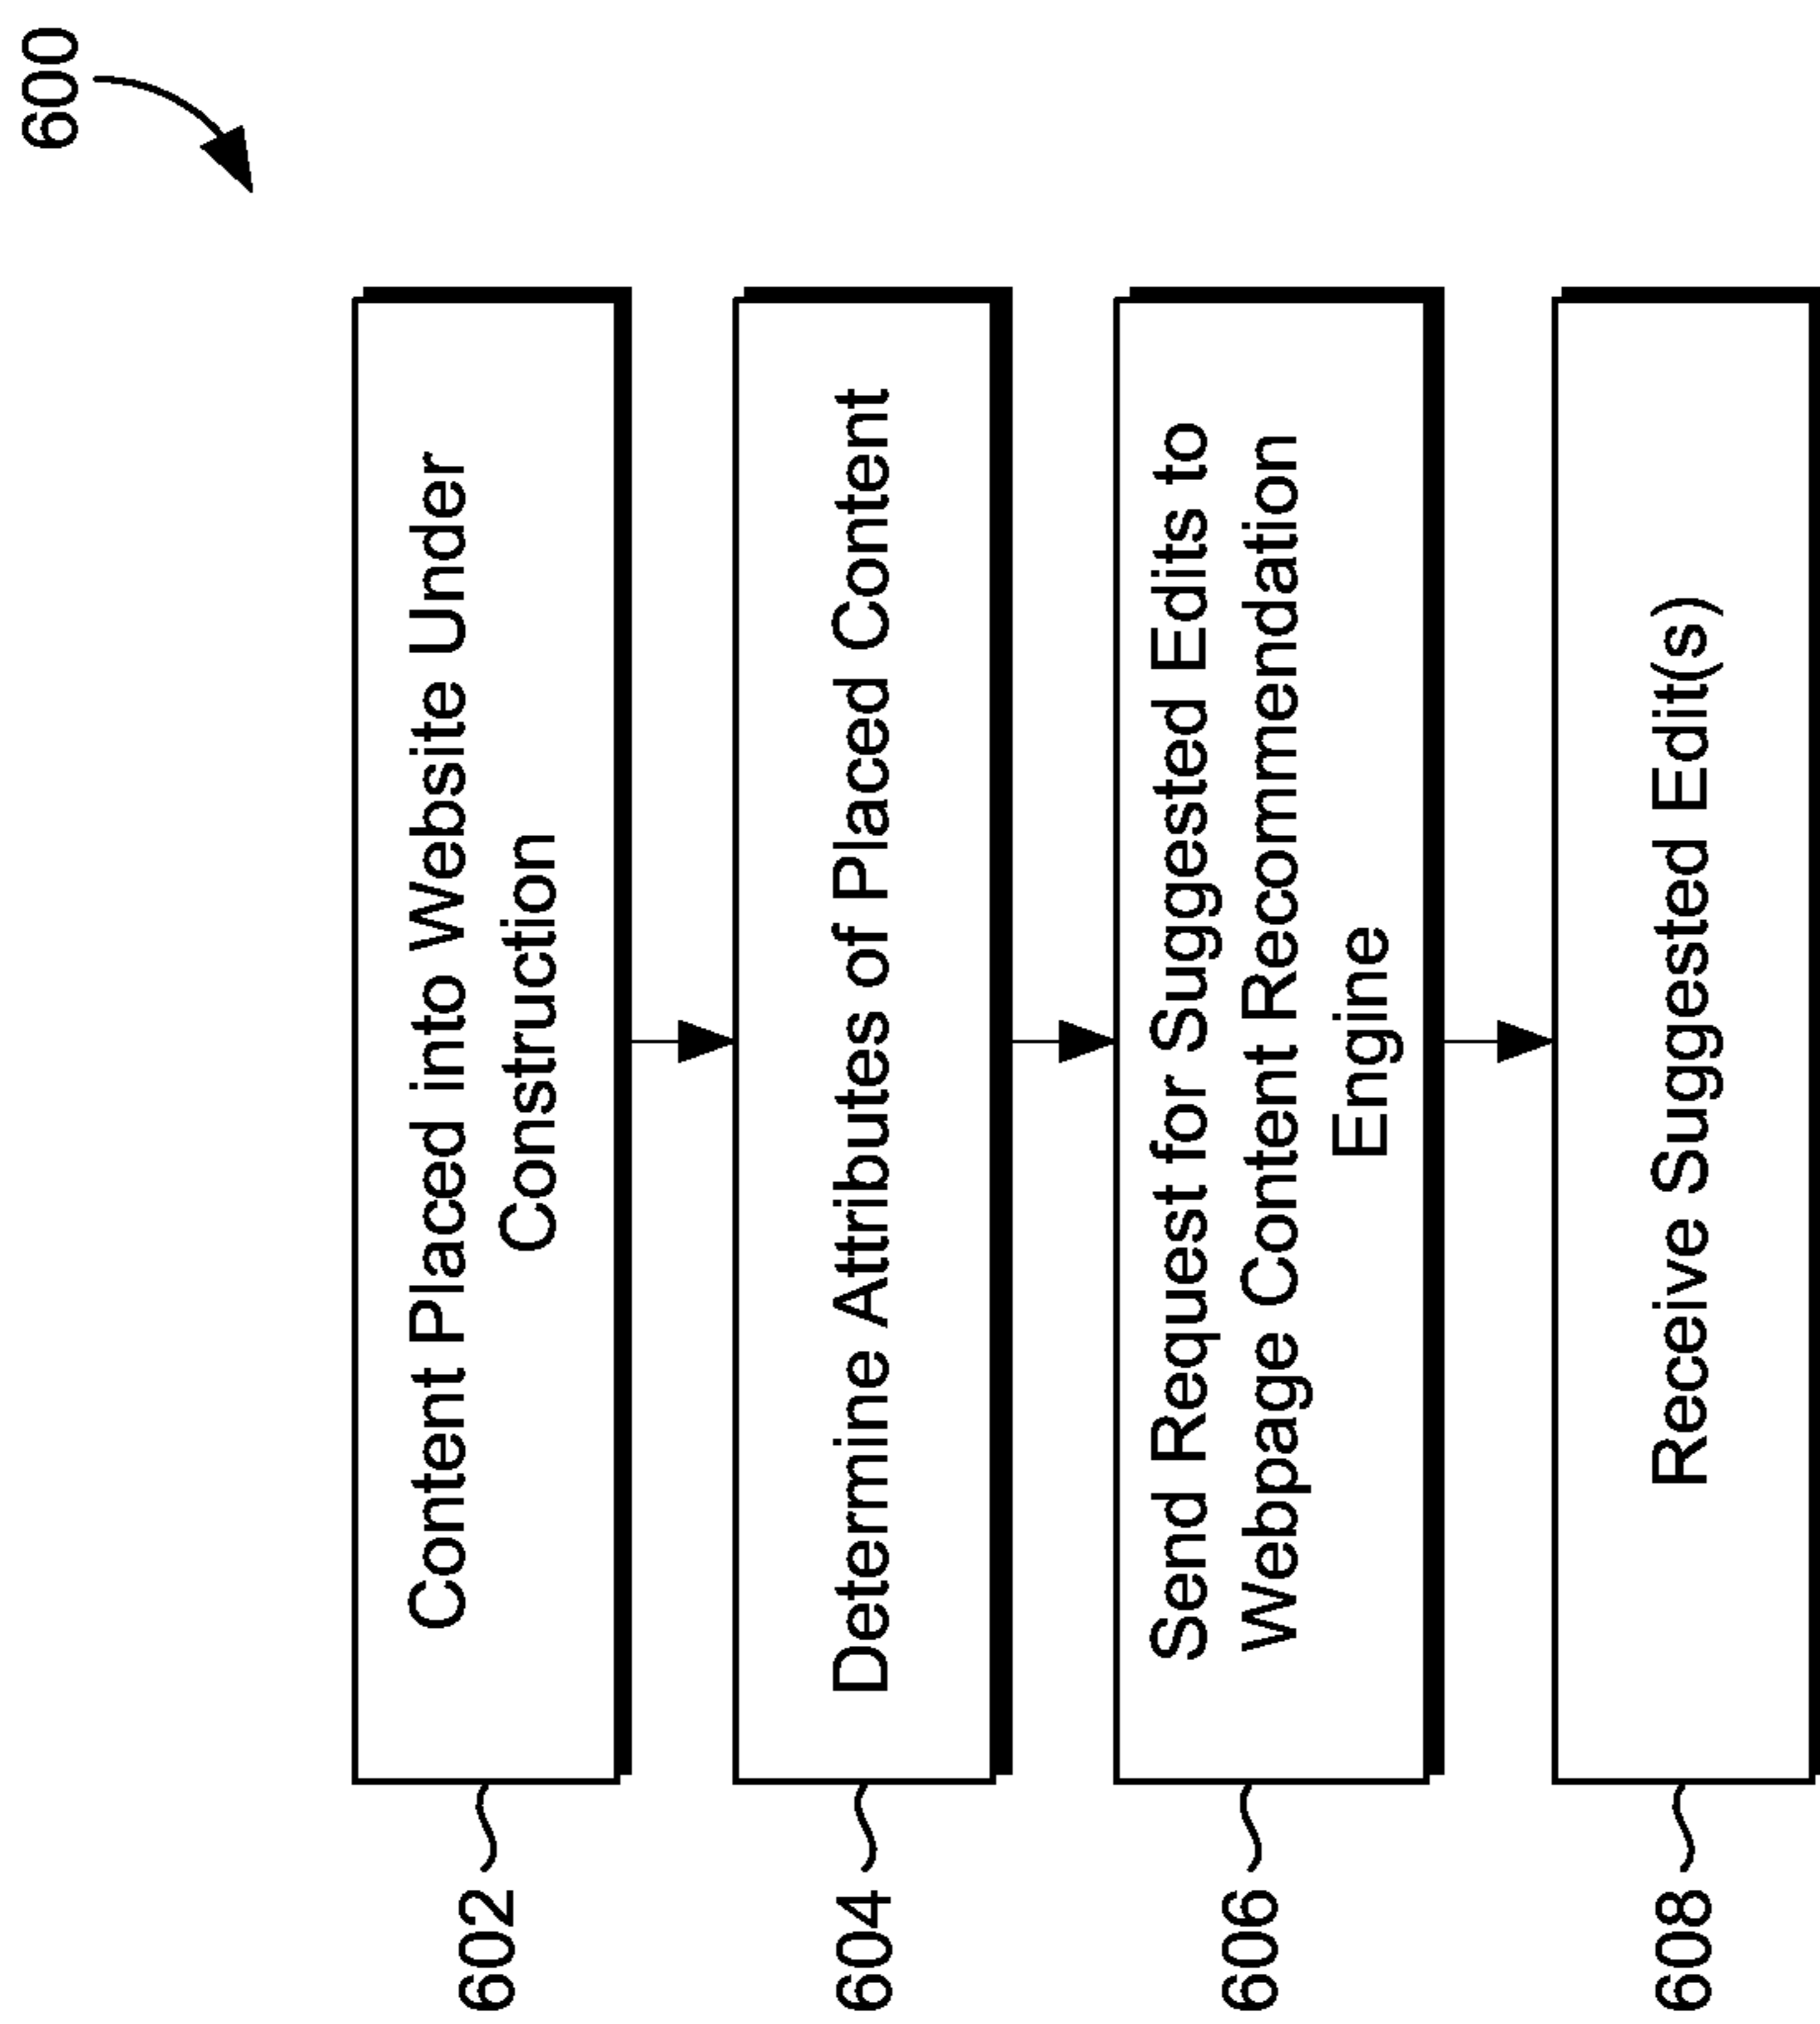 600
602
Content Placed into Website Under
Construction
604
Determine Attributes of Placed Content
606
Send Request for Suggested Edits to
Webpage Content Recommendation
Engine
608
Receive Suggested Edit(s)